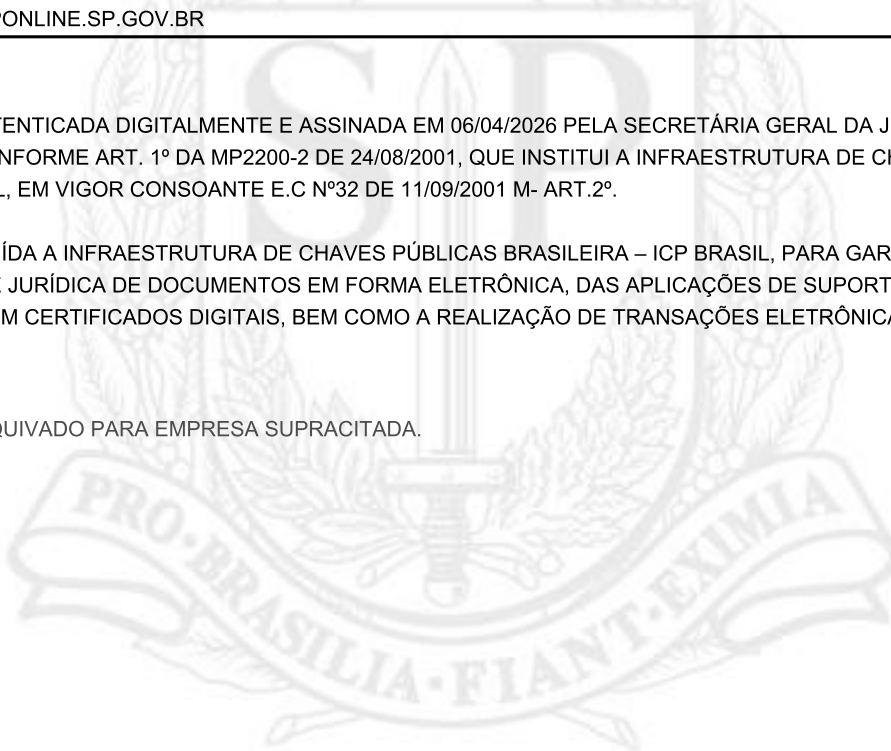 PONLINE.SP.GOV.BR
TENTICADA DIGITALMENTE E ASSINADA EM 06/04/2026 PELA SECRETÁRIA GERAL DA J
NFORME ART. 1º DA MP2200-2 DE 24/08/2001, QUE INSTITUI A INFRAESTRUTURA DE CH
L, EM VIGOR CONSOANTE E.C Nº32 DE 11/09/2001 M- ART.2º.
ÍDA A INFRAESTRUTURA DE CHAVES PÚBLICAS BRASILEIRA – ICP BRASIL, PARA GAR
E JURÍDICA DE DOCUMENTOS EM FORMA ELETRÔNICA, DAS APLICAÇÕES DE SUPORT
M CERTIFICADOS DIGITAIS, BEM COMO A REALIZAÇÃO DE TRANSAÇÕES ELETRÔNICA
QUIVADO PARA EMPRESA SUPRACITADA.
SP
PRO·BRASILIA·FIANT·EXIMIA